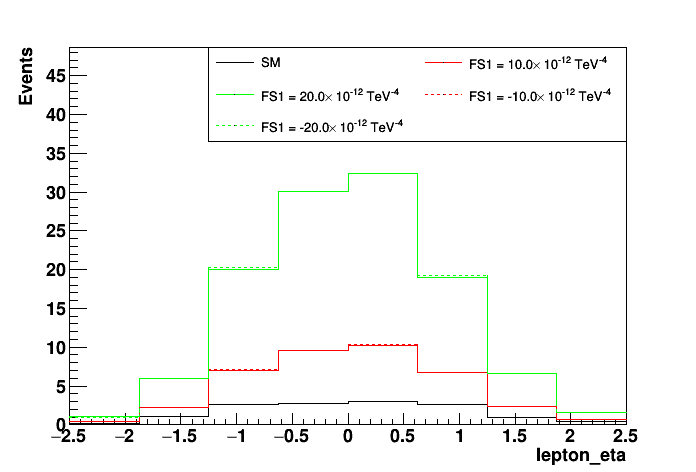 Events
45
40
35
30
25
20
15
10
5
0
SM
FS1 = 10.0× 10⁻¹² TeV⁻⁴
FS1 = 20.0× 10⁻¹² TeV⁻⁴
FS1 = -10.0× 10⁻¹² TeV⁻⁴
FS1 = -20.0× 10⁻¹² TeV⁻⁴
−2.5 −2 −1.5 −1 −0.5 0 0.5 1 1.5 2 2.5
lepton_eta